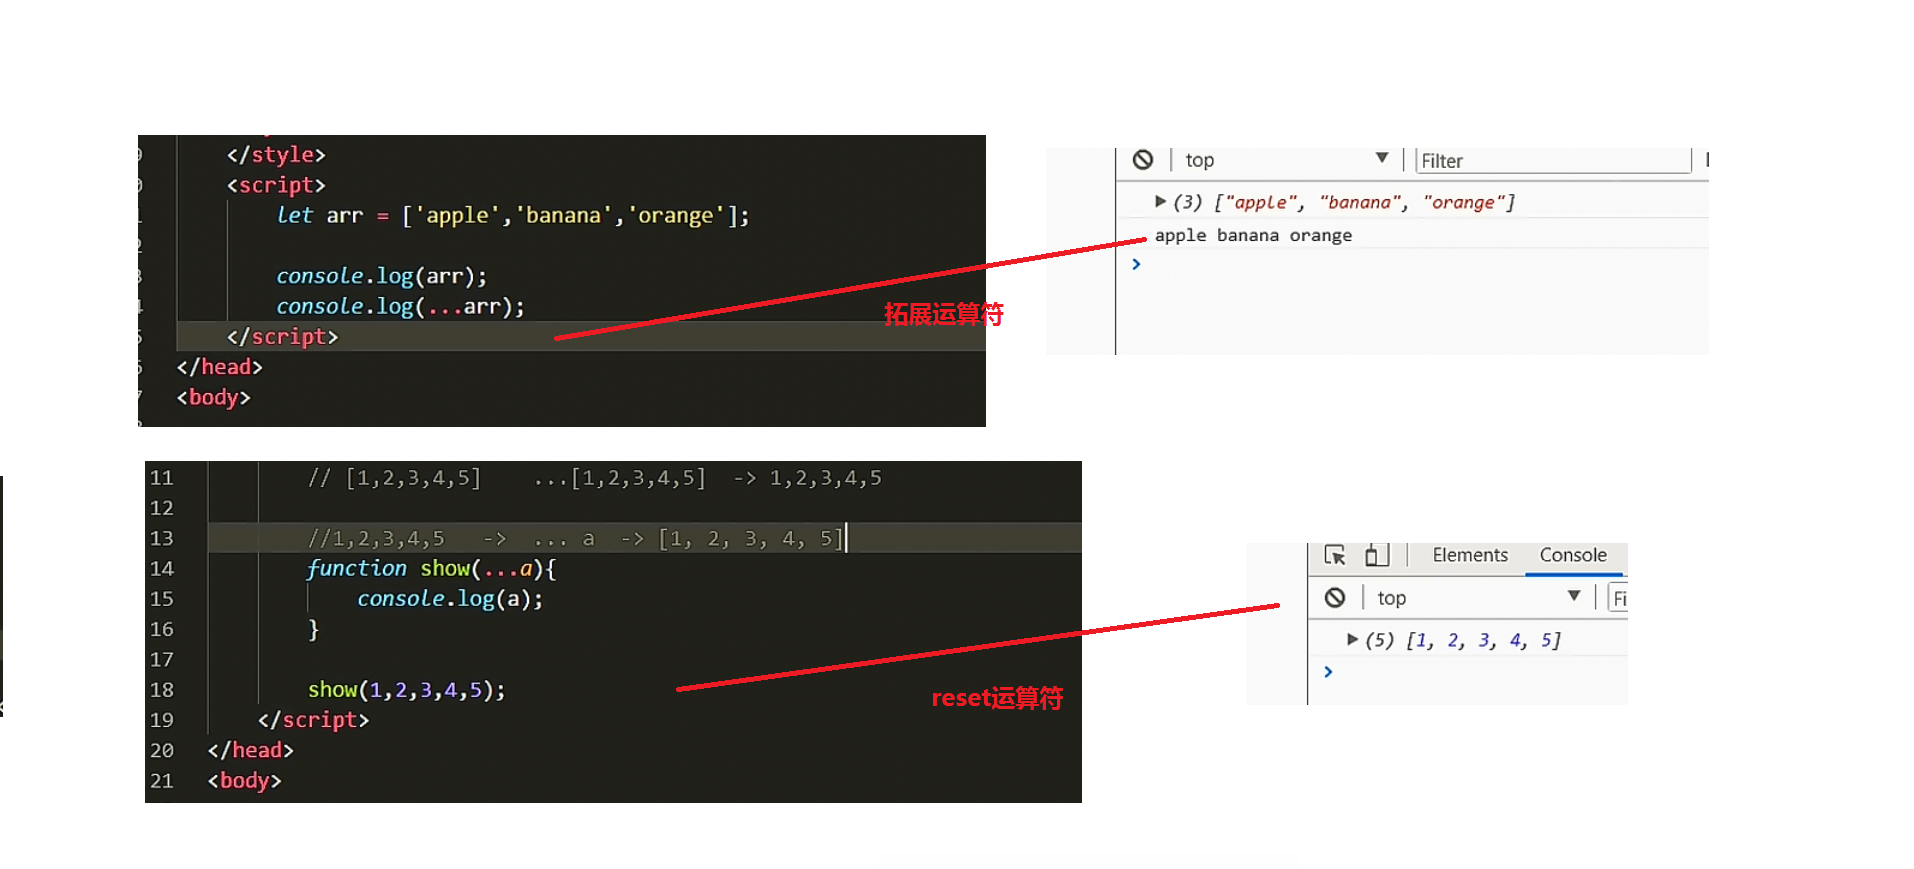 </style>
<script>
let arr = ['apple','banana','orange'];
console.log(arr);
console.log(...arr);
</script>
</head>
<body>
top ▼ Filter
▶ (3) ["apple", "banana", "orange"]
apple banana orange
>
拓展运算符
11 // [1,2,3,4,5] ...[1,2,3,4,5] -> 1,2,3,4,5
12
13 //1,2,3,4,5 -> ... a -> [1, 2, 3, 4, 5]
14 function show(...a){
15 console.log(a);
16 }
17
18 show(1,2,3,4,5);
19 </script>
20 </head>
21 <body>
reset运算符
Elements Console
top ▼ Fi
▶ (5) [1, 2, 3, 4, 5]
>